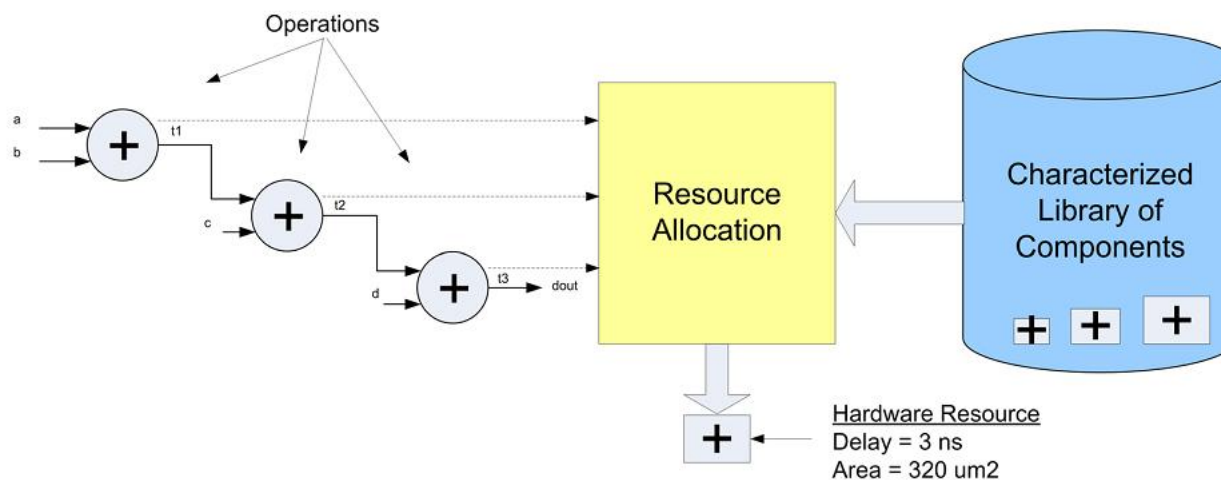 Operations
a
b
+
t1
c
+
t2
d
+
t3
dout
Resource
Allocation
Characterized
Library of
Components
+ + +
+
Hardware Resource
Delay = 3 ns
Area = 320 um2